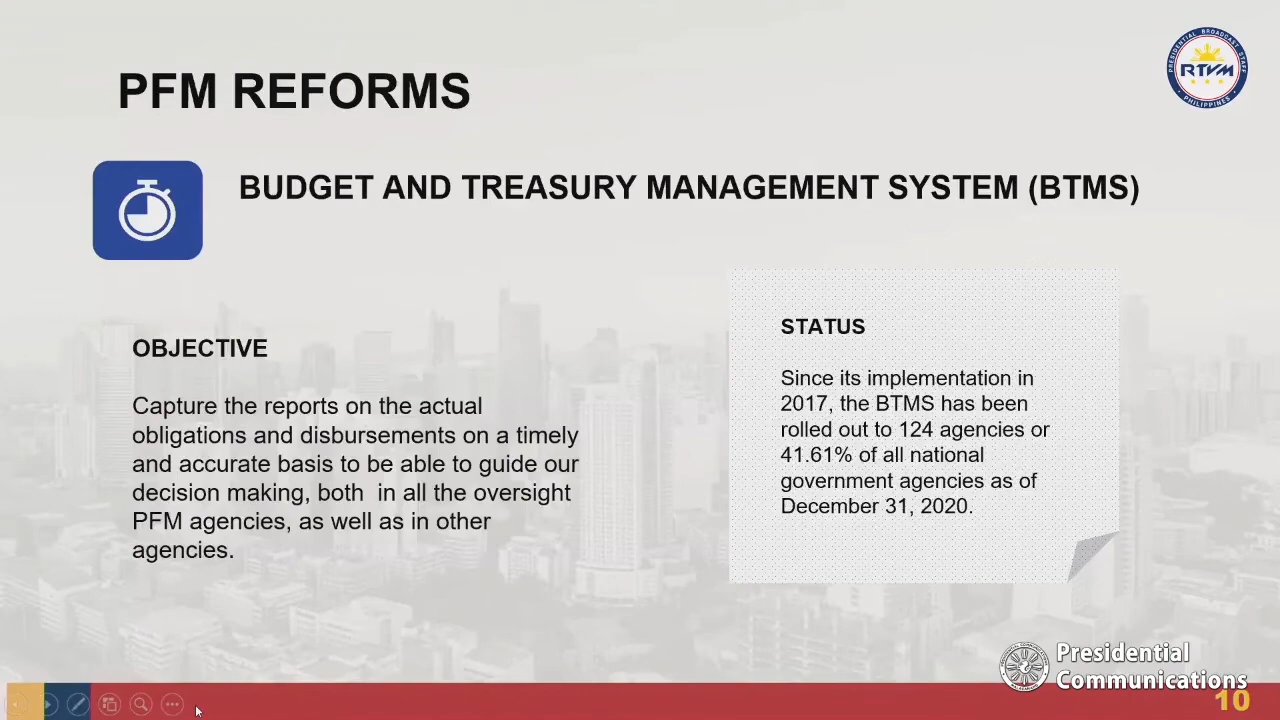 PRESIDENTIAL BROADCAST STAFF
RTVM
PHILIPPINES
PFM REFORMS
BUDGET AND TREASURY MANAGEMENT SYSTEM (BTMS)
OBJECTIVE
Capture the reports on the actual
obligations and disbursements on a timely
and accurate basis to be able to guide our
decision making, both  in all the oversight
PFM agencies, as well as in other
agencies.
STATUS
Since its implementation in
2017, the BTMS has been
rolled out to 124 agencies or
41.61% of all national
government agencies as of
December 31, 2020.
Presidential
Communications
10